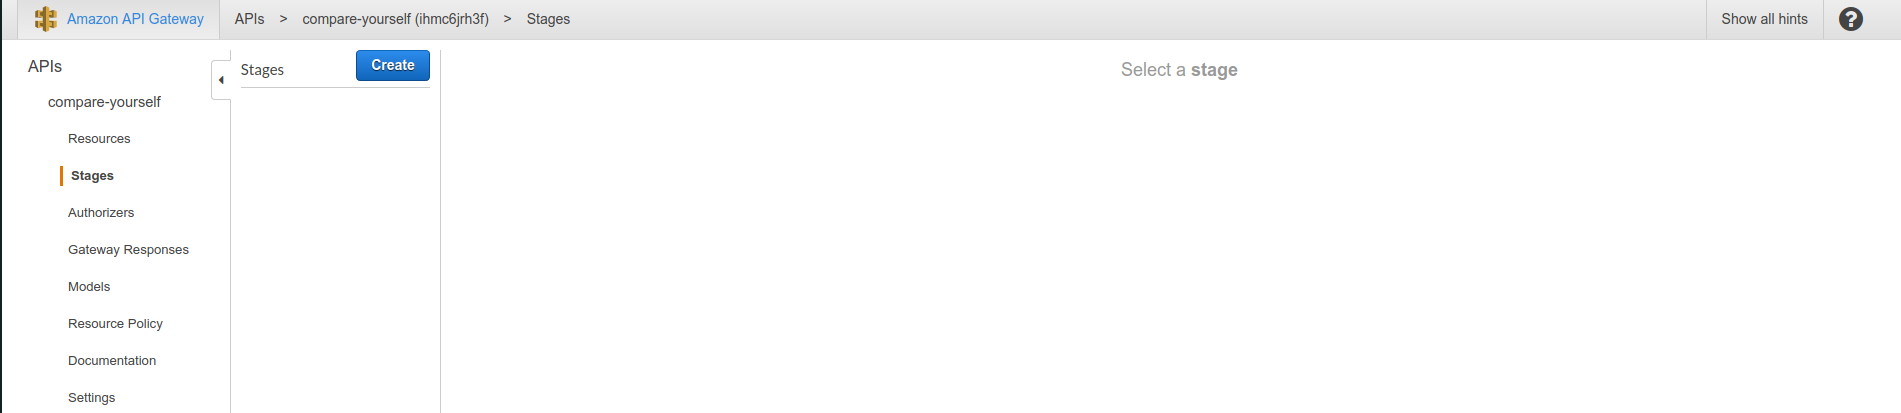 Amazon API Gateway APIs > compare-yourself (ihmc6jrh3f) > Stages Show all hints ?
APIs
compare-yourself
Resources
Stages
Authorizers
Gateway Responses
Models
Resource Policy
Documentation
Settings
Stages Create
Select a stage